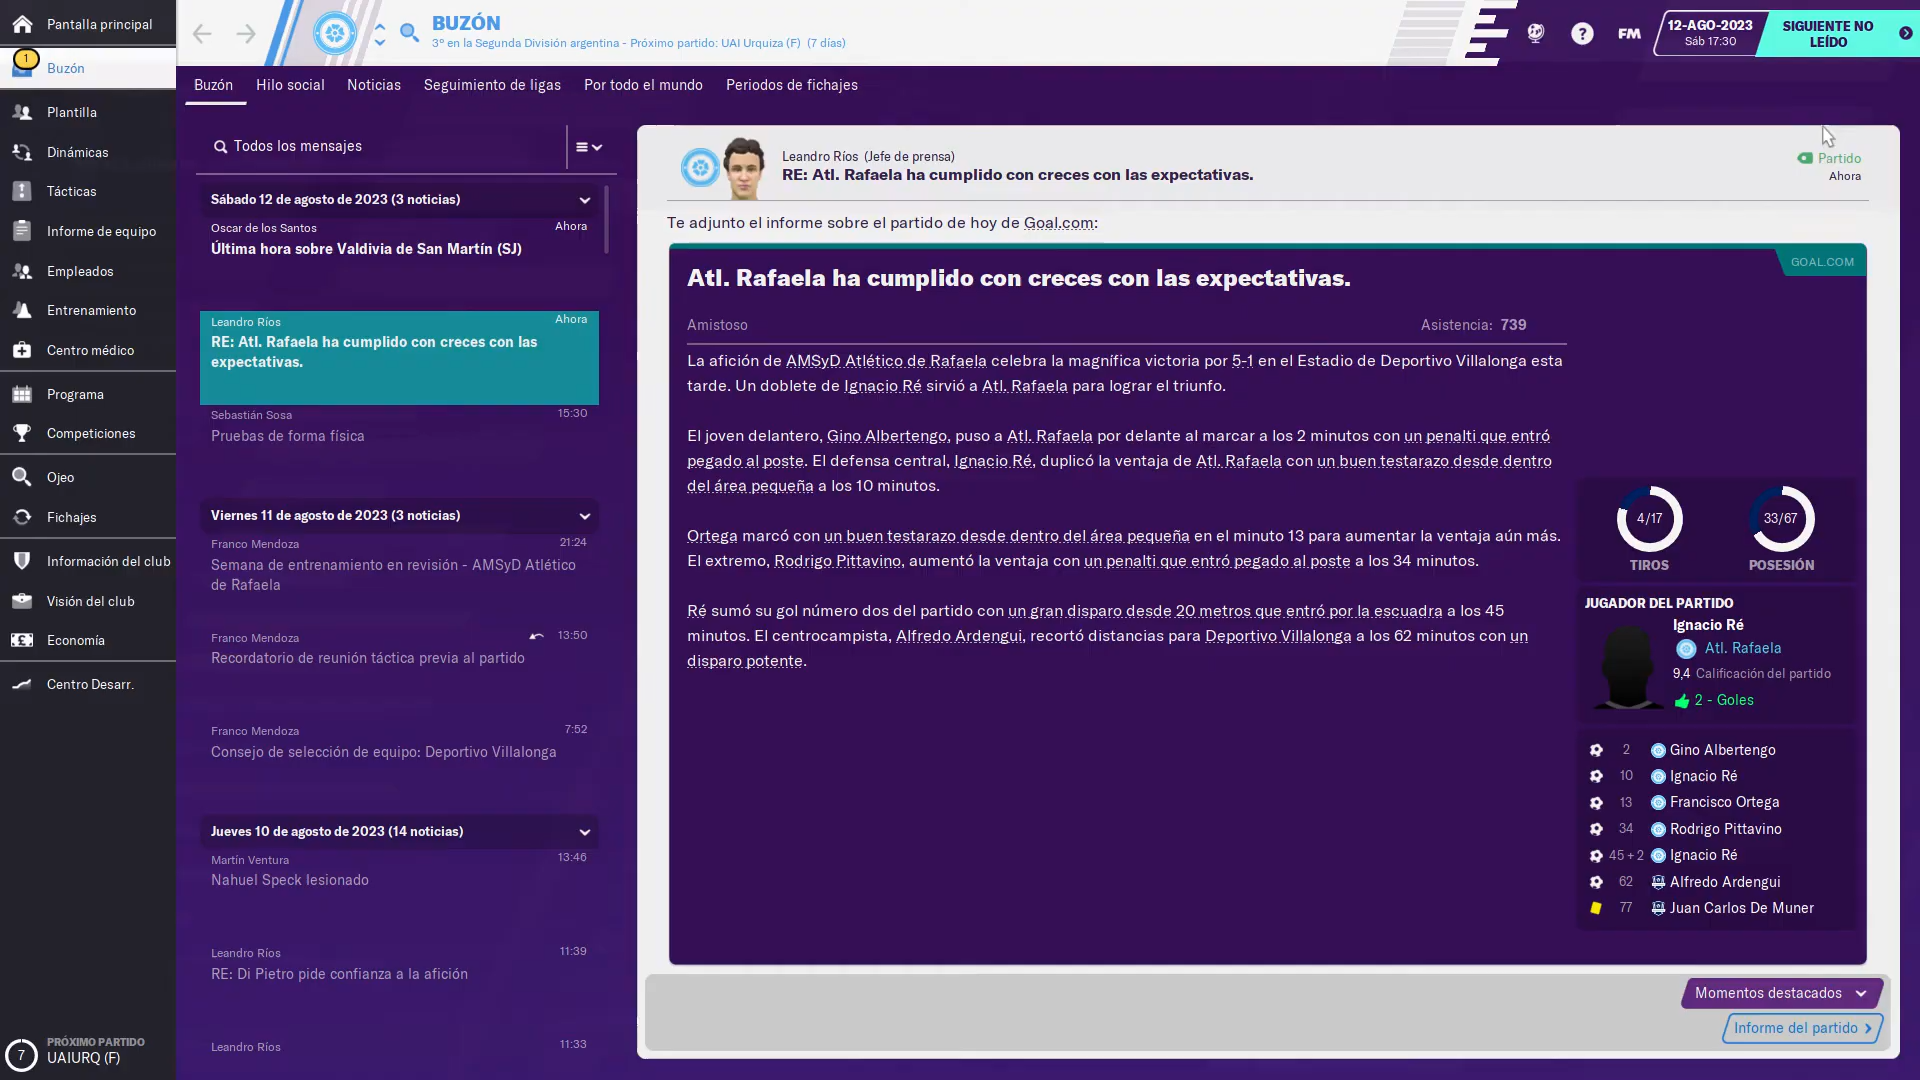 Pantalla principal
1
Buzón
Plantilla
Dinámicas
Tácticas
Informe de equipo
Empleados
Entrenamiento
Centro médico
Programa
Competiciones
Ojeo
Fichajes
Información del club
Visión del club
Economía
Centro Desarr.
7
PRÓXIMO PARTIDO
UAIURQ (F)
BUZÓN
3º en la Segunda División argentina - Próximo partido: UAI Urquiza (F) (7 días)
?
FM
12-AGO-2023
Sáb 17:30
SIGUIENTE NO LEÍDO
Buzón Hilo social Noticias Seguimiento de ligas Por todo el mundo Periodos de fichajes
Todos los mensajes
Sábado 12 de agosto de 2023 (3 noticias)
Oscar de los Santos Ahora
Última hora sobre Valdivia de San Martín (SJ)
Leandro Ríos Ahora
RE: Atl. Rafaela ha cumplido con creces con las
expectativas.
Sebastián Sosa 15:30
Pruebas de forma física
Viernes 11 de agosto de 2023 (3 noticias)
Franco Mendoza 21:24
Semana de entrenamiento en revisión - AMSyD Atlético
de Rafaela
Franco Mendoza 13:50
Recordatorio de reunión táctica previa al partido
Franco Mendoza 7:52
Consejo de selección de equipo: Deportivo Villalonga
Jueves 10 de agosto de 2023 (14 noticias)
Martín Ventura 13:46
Nahuel Speck lesionado
Leandro Ríos 11:39
RE: Di Pietro pide confianza a la afición
Leandro Ríos 11:33
Leandro Ríos (Jefe de prensa)
RE: Atl. Rafaela ha cumplido con creces con las expectativas.
Partido
Ahora
Te adjunto el informe sobre el partido de hoy de Goal.com:
GOAL.COM
Atl. Rafaela ha cumplido con creces con las expectativas.
Amistoso Asistencia: 739
La afición de AMSyD Atlético de Rafaela celebra la magnífica victoria por 5-1 en el Estadio de Deportivo Villalonga esta
tarde. Un doblete de Ignacio Ré sirvió a Atl. Rafaela para lograr el triunfo.
El joven delantero, Gino Albertengo, puso a Atl. Rafaela por delante al marcar a los 2 minutos con un penalti que entró
pegado al poste. El defensa central, Ignacio Ré, duplicó la ventaja de Atl. Rafaela con un buen testarazo desde dentro
del área pequeña a los 10 minutos.
Ortega marcó con un buen testarazo desde dentro del área pequeña en el minuto 13 para aumentar la ventaja aún más.
El extremo, Rodrigo Pittavino, aumentó la ventaja con un penalti que entró pegado al poste a los 34 minutos.
Ré sumó su gol número dos del partido con un gran disparo desde 20 metros que entró por la escuadra a los 45
minutos. El centrocampista, Alfredo Ardengui, recortó distancias para Deportivo Villalonga a los 62 minutos con un
disparo potente.
4/17 33/67
TIROS POSESIÓN
JUGADOR DEL PARTIDO
Ignacio Ré
Atl. Rafaela
9,4 Calificación del partido
2 - Goles
2 Gino Albertengo
10 Ignacio Ré
13 Francisco Ortega
34 Rodrigo Pittavino
45+2 Ignacio Ré
62 Alfredo Ardengui
77 Juan Carlos De Muner
Momentos destacados
Informe del partido